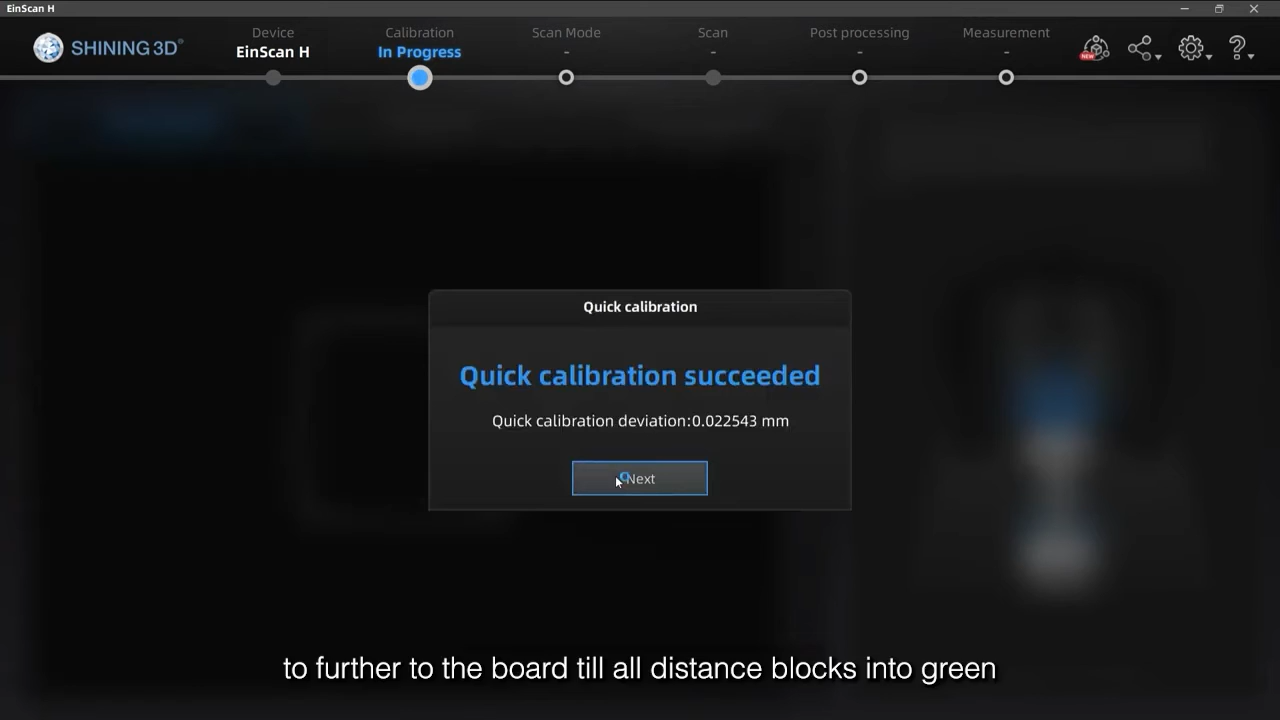 EinScan H
SHINING 3D®
Device
EinScan H
Calibration
In Progress
Scan Mode
-
Scan
-
Post processing
-
Measurement
-
NEW
?
Quick calibration
Quick calibration succeeded
Quick calibration deviation:0.022543 mm
Next
to further to the board till all distance blocks into green